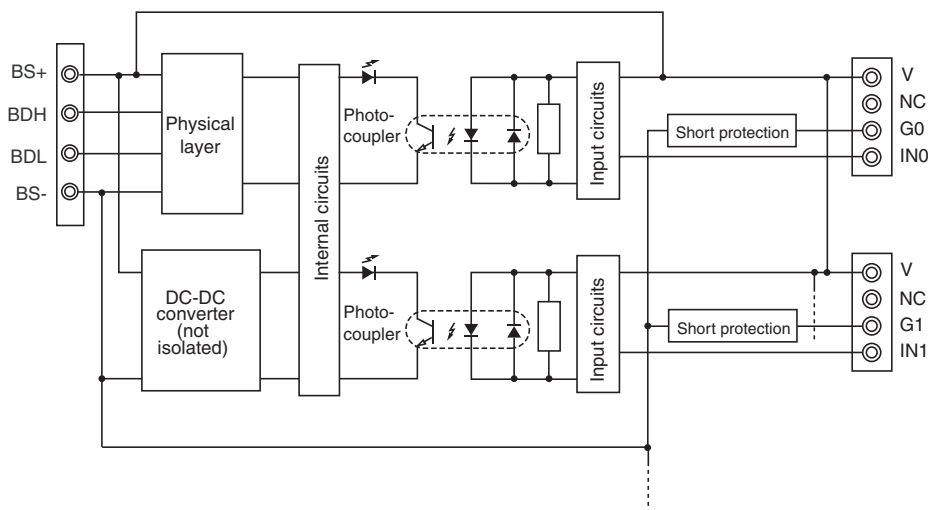 BS+
BDH
BDL
BS-
Physical
layer
DC-DC
converter
(not
isolated)
Internal circuits
Photo-
coupler
Input circuits
Short protection
V
NC
G0
IN0
Photo-
coupler
Input circuits
Short protection
V
NC
G1
IN1